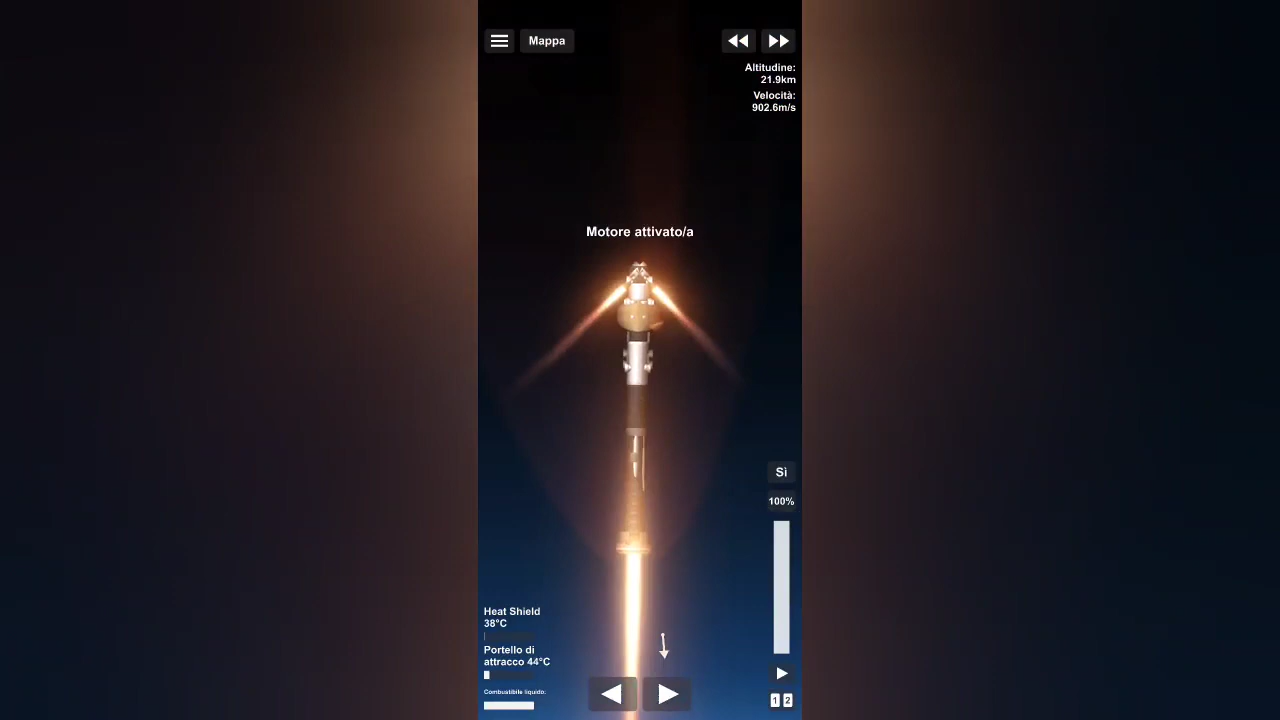 Mappa
Altitudine:
21.9km
Velocità:
902.6m/s
Motore attivato/a
Sì
100%
Heat Shield
38°C
Portello di
attracco 44°C
Combustibile liquido:
1 2